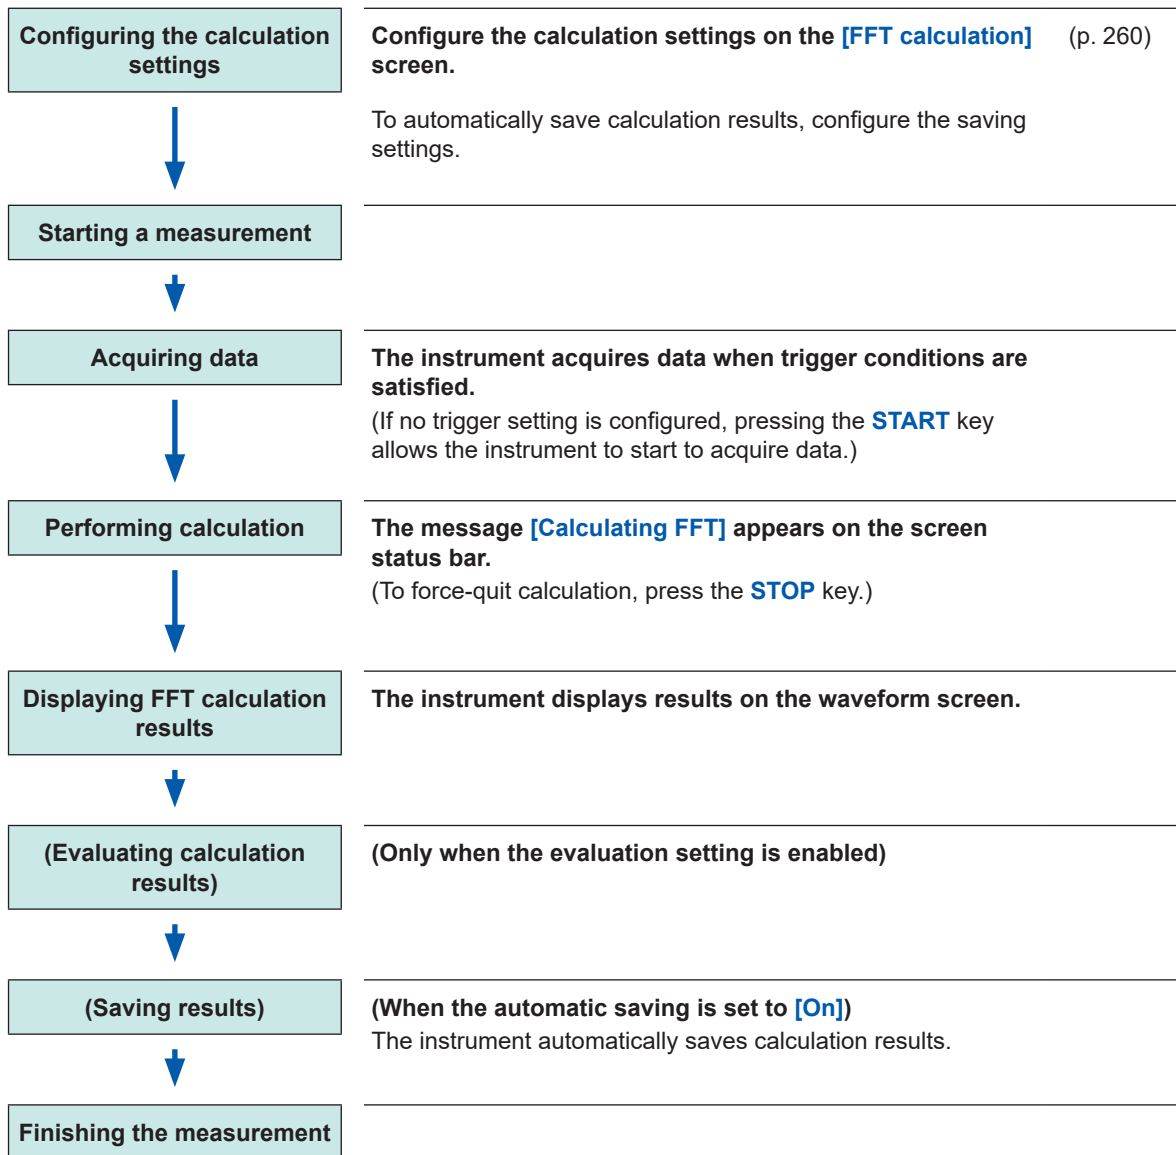 Configuring the calculation
settings
Configure the calculation settings on the [FFT calculation]
screen.
(p. 260)
To automatically save calculation results, configure the saving
settings.
Starting a measurement
Acquiring data
The instrument acquires data when trigger conditions are
satisfied.
(If no trigger setting is configured, pressing the START key
allows the instrument to start to acquire data.)
Performing calculation
The message [Calculating FFT] appears on the screen
status bar.
(To force-quit calculation, press the STOP key.)
Displaying FFT calculation
results
The instrument displays results on the waveform screen.
(Evaluating calculation
results)
(Only when the evaluation setting is enabled)
(Saving results)
(When the automatic saving is set to [On])
The instrument automatically saves calculation results.
Finishing the measurement